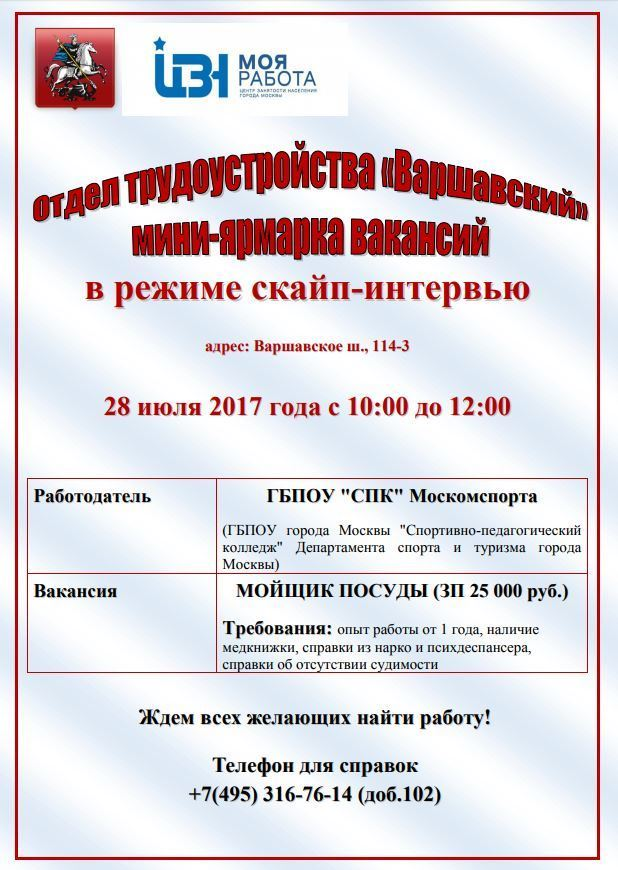 ЦЗН
МОЯ
РАБОТА
ЦЕНТР ЗАНЯТОСТИ НАСЕЛЕНИЯ
ГОРОДА МОСКВЫ
отдел трудоустройства «Варшавский»
мини-ярмарка вакансий
в режиме скайп-интервью
адрес: Варшавское ш., 114-3
28 июля 2017 года с 10:00 до 12:00
Работодатель
ГБПОУ "СПК" Москомспорта
(ГБПОУ города Москвы "Спортивно-педагогический
колледж" Департамента спорта и туризма города
Москвы)
Вакансия
МОЙЩИК ПОСУДЫ (ЗП 25 000 руб.)
Требования: опыт работы от 1 года, наличие
медкнижки, справки из нарко и психдеспансера,
справки об отсутствии судимости
Ждем всех желающих найти работу!
Телефон для справок
+7(495) 316-76-14 (доб.102)